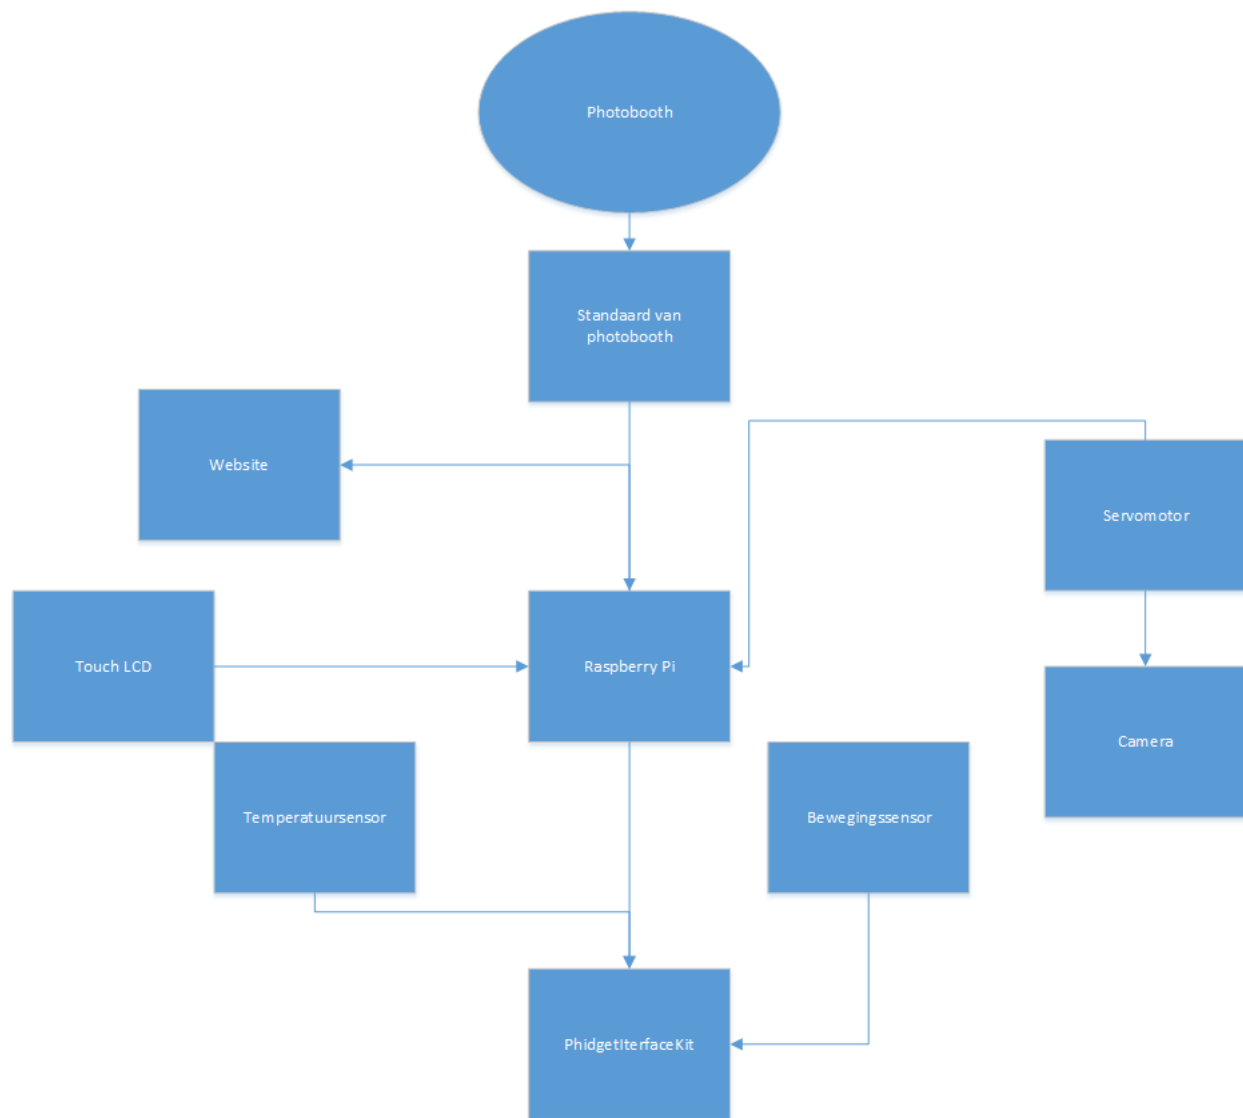 Photobooth
Standaard van
photobooth
Website
Servomotor
Touch LCD
Raspberry Pi
Camera
Temperatuursensor
Bewegingssensor
PhidgetIterfaceKit